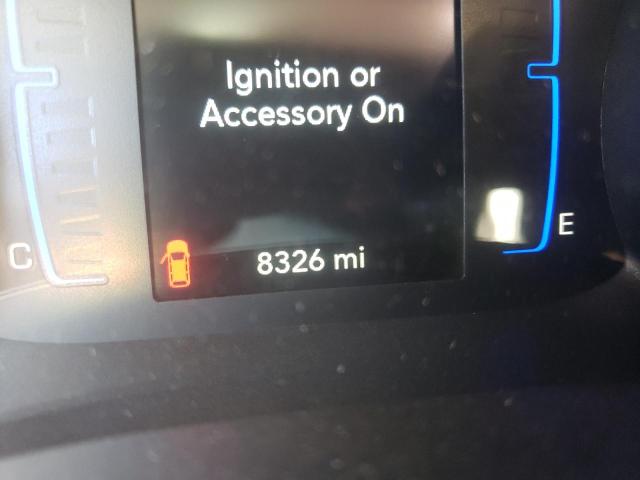 Ignition or
Accessory On
C
8326 mi
E